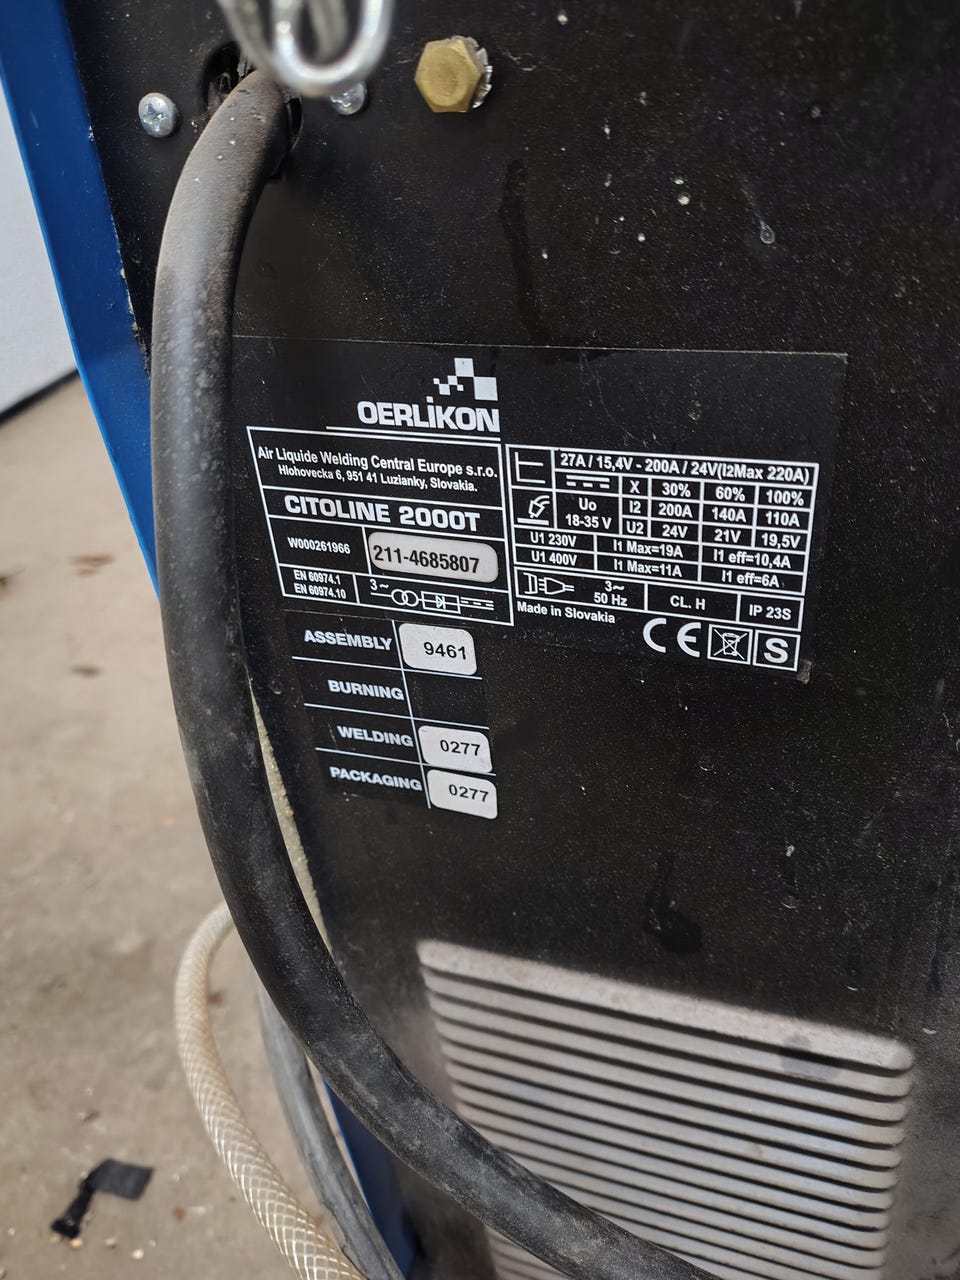 OERLIKON
Air Liquide Welding Central Europe s.r.o.
Hlohovecka 6, 951 41 Luzianky, Slovakia.
CITOLINE 2000T
W000261966
211-4685807
EN 60974.1
EN 60974.10
3~
27A / 15,4V - 200A / 24V(I2Max 220A)
X 30% 60% 100%
Uo
18-35 V
I2 200A 140A 110A
U2 24V 21V 19,5V
U1 230V I1 Max=19A I1 eff=10,4A
U1 400V I1 Max=11A I1 eff=6A
3~
50 Hz
CL. H
IP 23S
Made in Slovakia
CE
S
ASSEMBLY 9461
BURNING
WELDING 0277
PACKAGING 0277